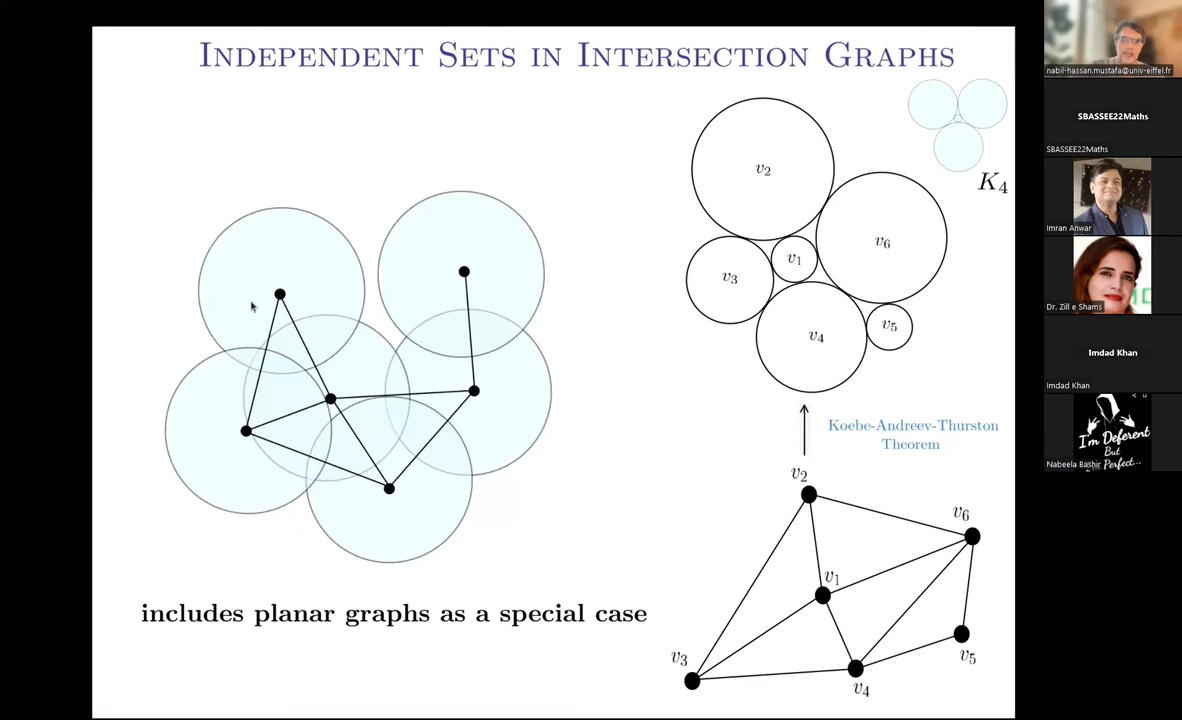 INDEPENDENT SETS IN INTERSECTION GRAPHS
v2
v6
v1
v3
v4
v5
K4
Koebe-Andreev-Thurston
Theorem
v2
v6
v1
v3
v4
v5
includes planar graphs as a special case
nabil-hassan.mustafa@univ-eiffel.fr
SBASSEE22Maths
SBASSEE22Maths
Imran Anwar
Dr. Zill e Shams
Imdad Khan
Imdad Khan
I'm Deferent
But
Perfect...
Nabeela Bashir